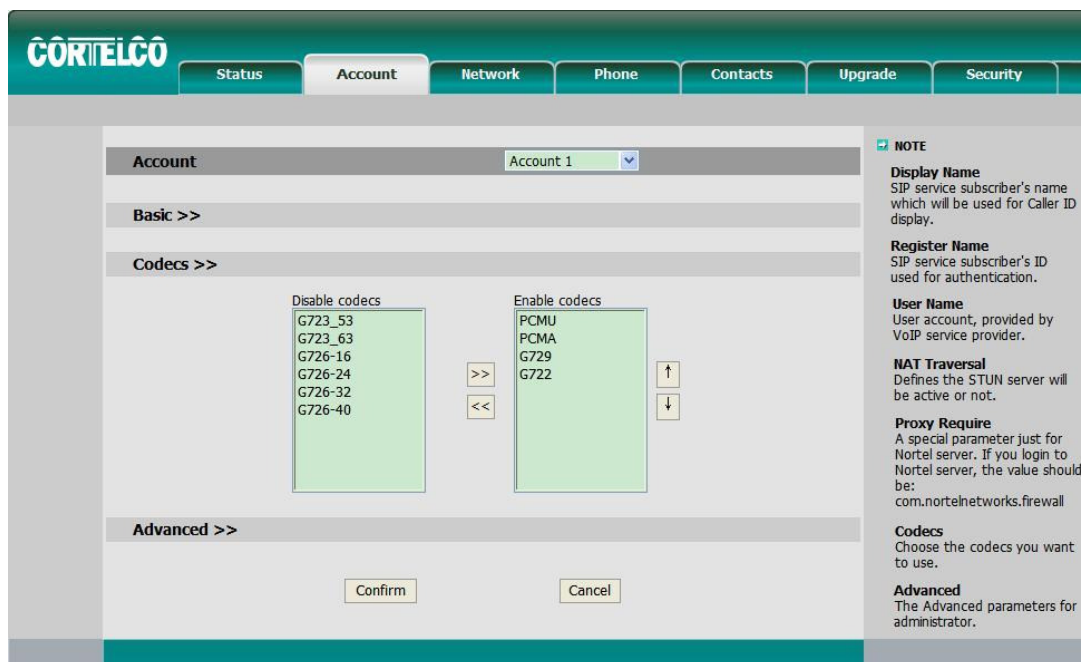 CORTELCO
Status Account Network Phone Contacts Upgrade Security
Account Account 1
Basic >>
Codecs >>
Disable codecs Enable codecs
G723_53
G723_63
G726-16
G726-24
G726-32
G726-40
>>
<<
PCMU
PCMA
G729
G722
↑
↓
Advanced >>
Confirm Cancel
NOTE
Display Name
SIP service subscriber's name
which will be used for Caller ID
display.
Register Name
SIP service subscriber's ID
used for authentication.
User Name
User account, provided by
VoIP service provider.
NAT Traversal
Defines the STUN server will
be active or not.
Proxy Require
A special parameter just for
Nortel server. If you login to
Nortel server, the value should
be:
com.nortelnetworks.firewall
Codecs
Choose the codecs you want
to use.
Advanced
The Advanced parameters for
administrator.